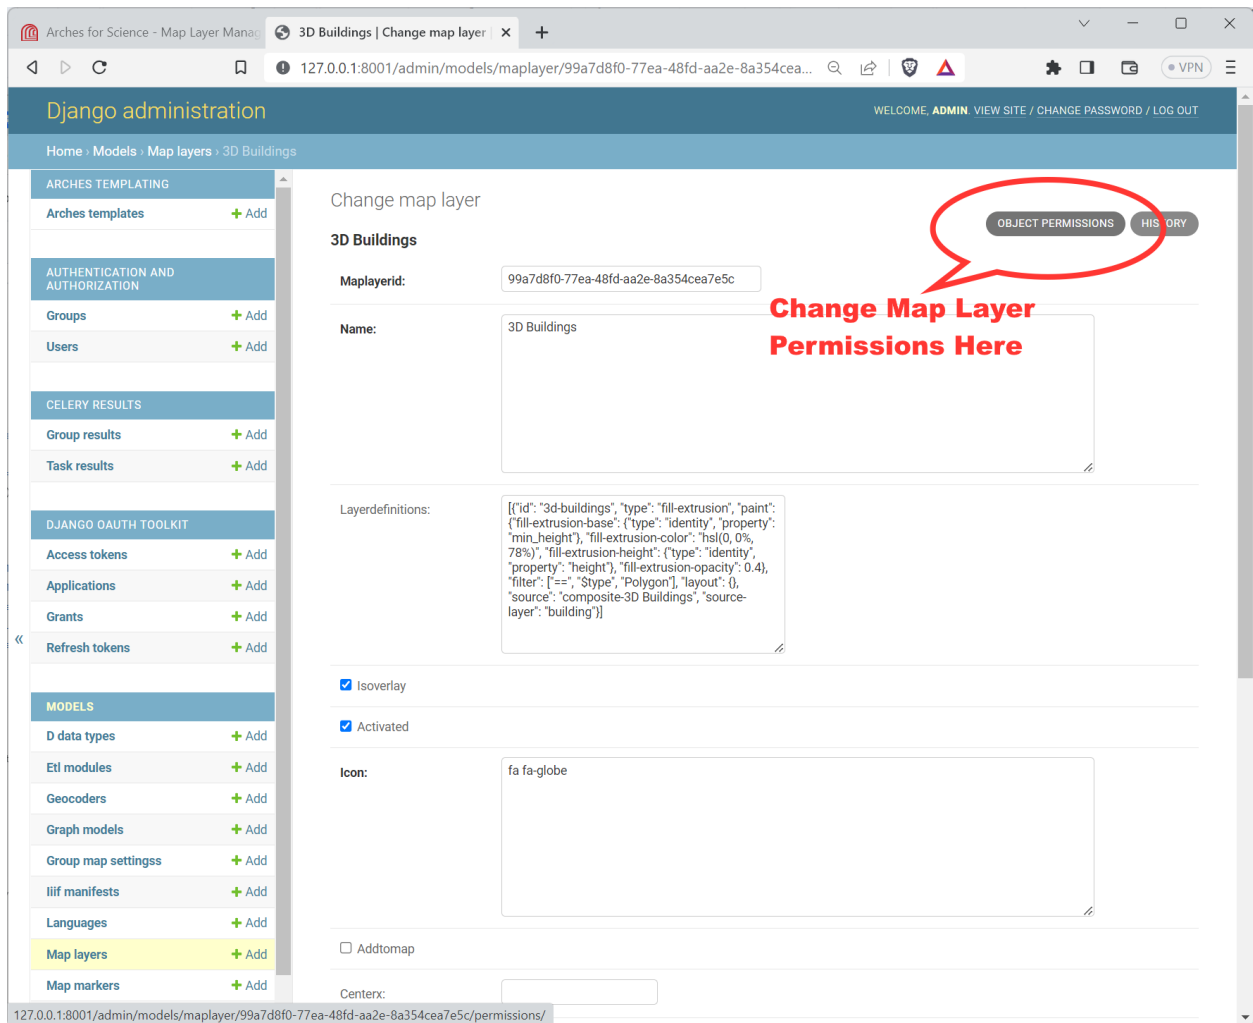 Arches for Science - Map Layer Manag
3D Buildings | Change map layer
127.0.0.1:8001/admin/models/maplayer/99a7d8f0-77ea-48fd-aa2e-8a354cea...
VPN
Django administration
WELCOME, ADMIN. VIEW SITE / CHANGE PASSWORD / LOG OUT
Home › Models › Map layers › 3D Buildings
ARCHES TEMPLATING
Arches templates + Add
AUTHENTICATION AND
AUTHORIZATION
Groups + Add
Users + Add
CELERY RESULTS
Group results + Add
Task results + Add
DJANGO OAUTH TOOLKIT
Access tokens + Add
Applications + Add
Grants + Add
Refresh tokens + Add
«
MODELS
D data types + Add
Etl modules + Add
Geocoders + Add
Graph models + Add
Group map settingss + Add
Iiif manifests + Add
Languages + Add
Map layers + Add
Map markers + Add
Change map layer
OBJECT PERMISSIONS
HISTORY
3D Buildings
Maplayerid: 99a7d8f0-77ea-48fd-aa2e-8a354cea7e5c
Change Map Layer
Permissions Here
Name: 3D Buildings
Layerdefinitions: [{"id": "3d-buildings", "type": "fill-extrusion", "paint":
{"fill-extrusion-base": {"type": "identity", "property":
"min_height"}, "fill-extrusion-color": "hsl(0, 0%,
78%)", "fill-extrusion-height": {"type": "identity",
"property": "height"}, "fill-extrusion-opacity": 0.4},
"filter": ["==", "$type", "Polygon"], "layout": {},
"source": "composite-3D Buildings", "source-
layer": "building"}]
Isoverlay
Activated
Icon: fa fa-globe
Addtomap
Centerx:
127.0.0.1:8001/admin/models/maplayer/99a7d8f0-77ea-48fd-aa2e-8a354cea7e5c/permissions/